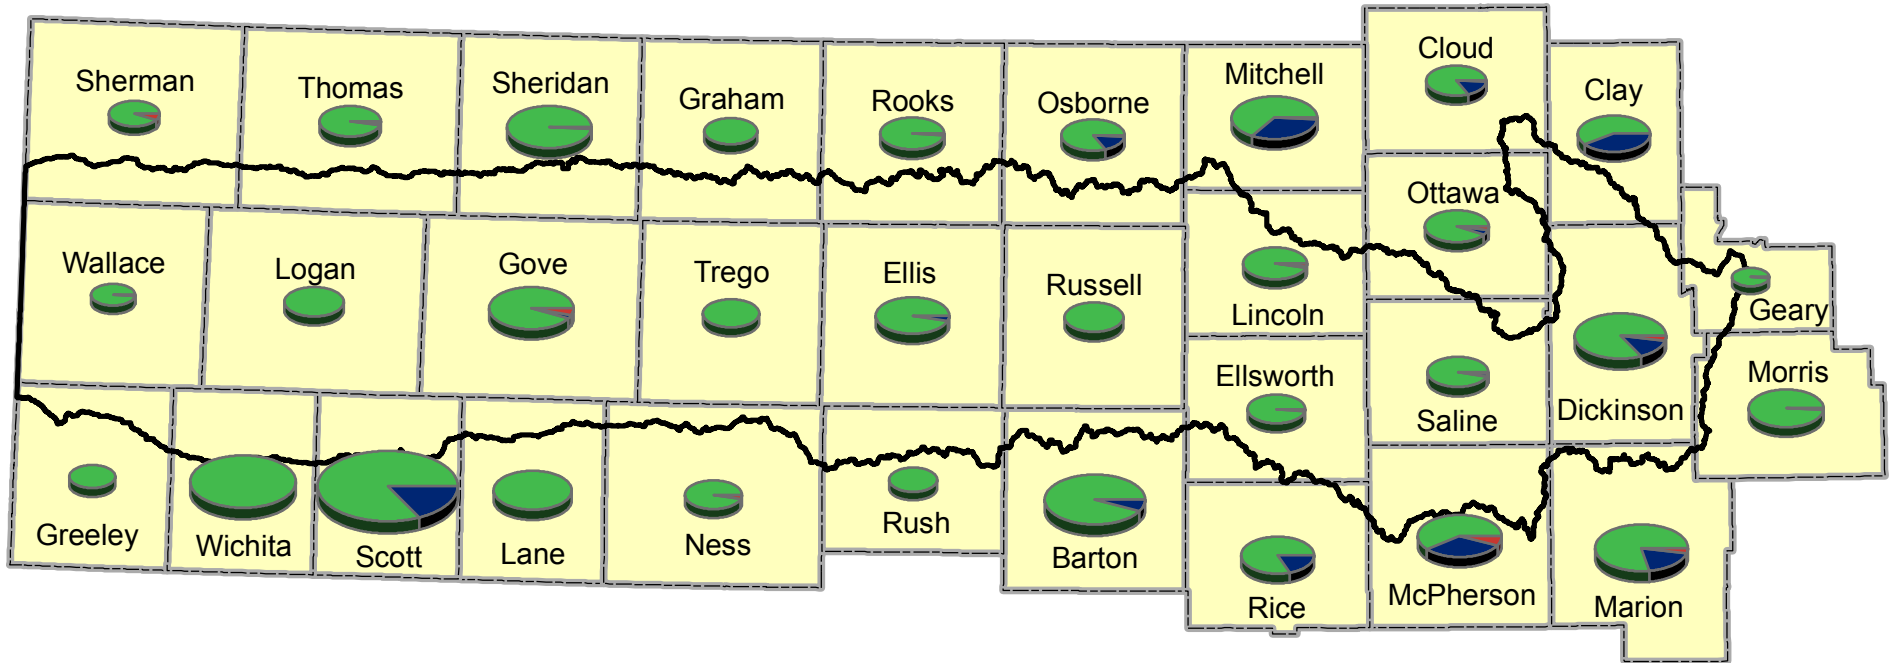 Sherman
Thomas
Sheridan
Graham
Rooks
Osborne
Mitchell
Cloud
Clay
Wallace
Logan
Gove
Trego
Ellis
Russell
Lincoln
Ottawa
Geary
Ellsworth
Saline
Dickinson
Morris
Greeley
Wichita
Scott
Lane
Ness
Rush
Barton
Rice
McPherson
Marion